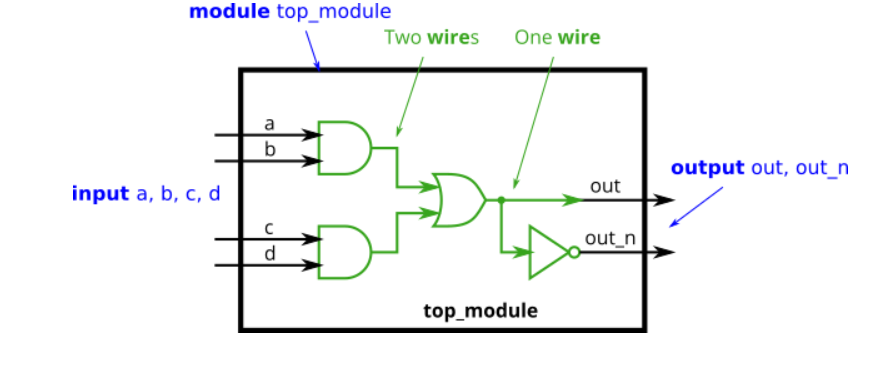 module top_module
Two wires One wire
a
b
input a, b, c, d
output out, out_n
out
c
d
out_n
top_module